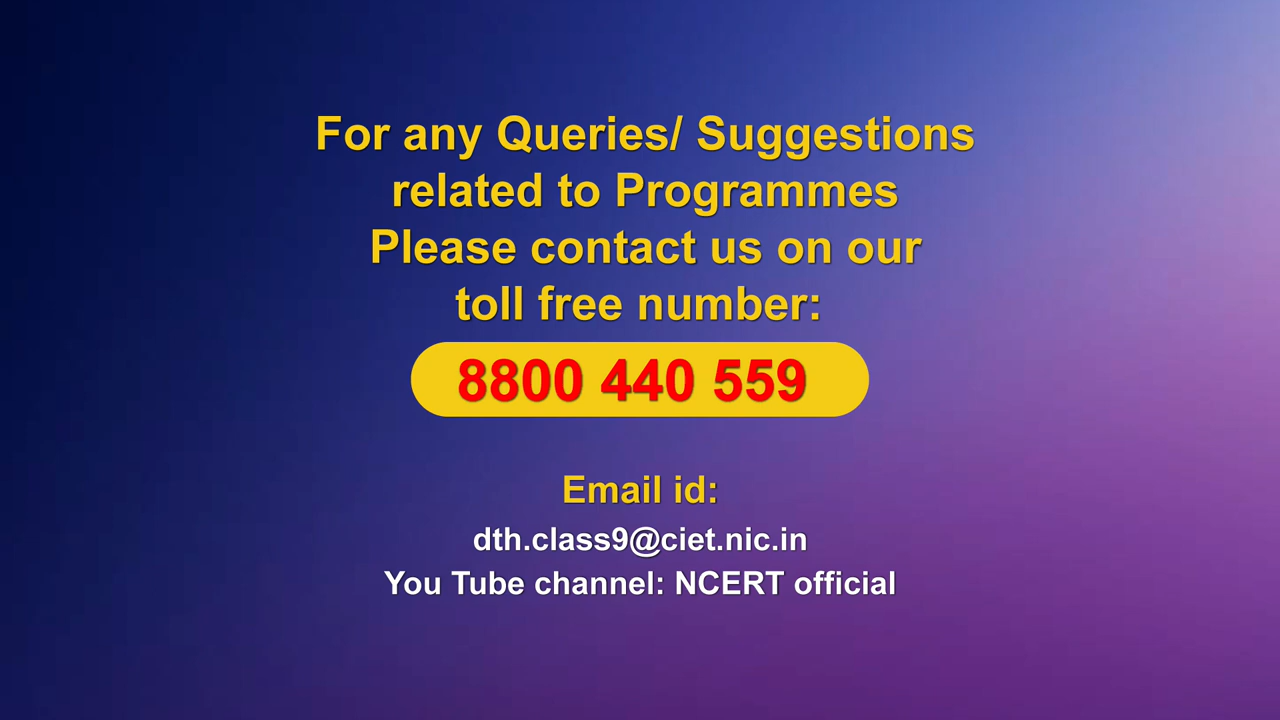 For any Queries/ Suggestions
related to Programmes
Please contact us on our
toll free number:
8800 440 559
Email id:
dth.class9@ciet.nic.in
You Tube channel: NCERT official